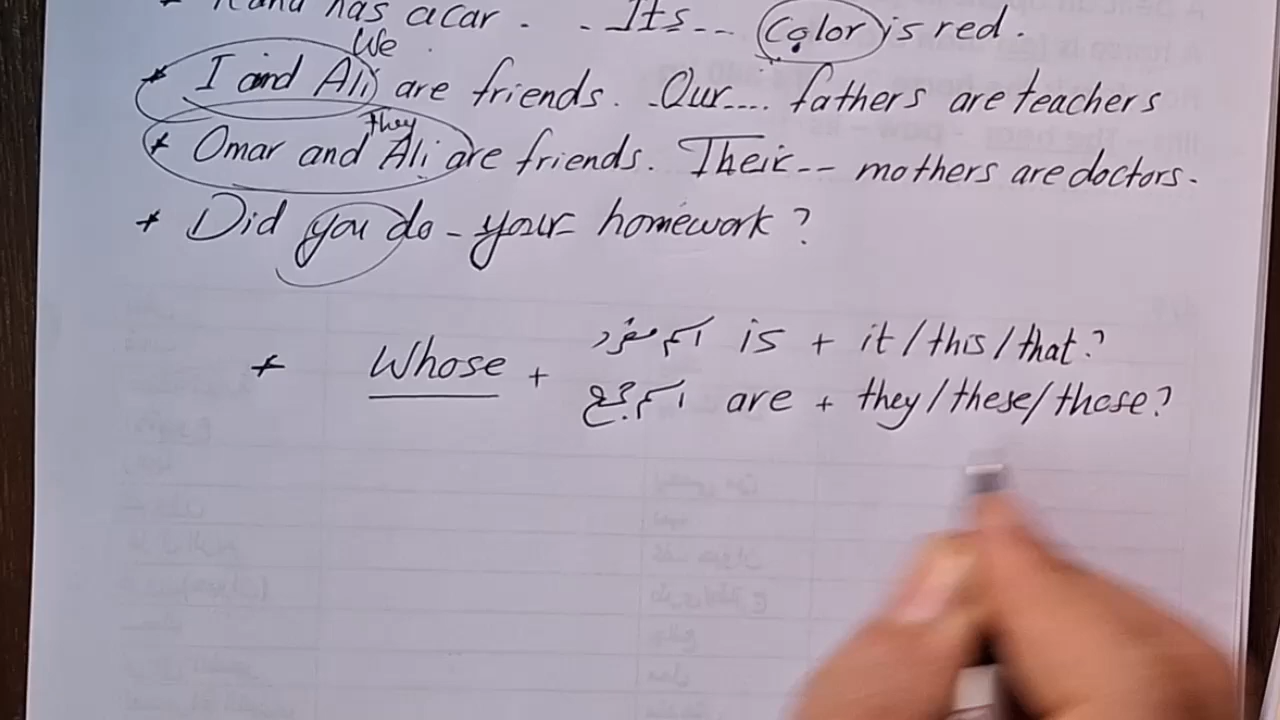 has a car. Its color is red.
We
* I and Ali are friends. Our.... fathers are teachers
they
* Omar and Ali are friends. Their-- mothers are doctors.
* Did you do - your homework?
* Whose +
اسم مفرد is + it/this/that?
اسم جمع are + they/these/those?